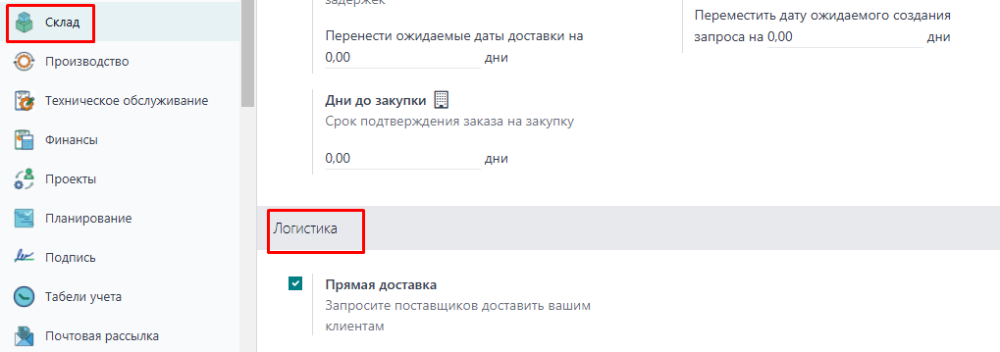 Склад
Производство
Техническое обслуживание
Финансы
Проекты
Планирование
Подпись
Табели учета
Почтовая рассылка
задержек
Перенести ожидаемые даты доставки на
0,00 дни
Переместить дату ожидаемого создания
запроса на 0,00 дни
Дни до закупки
Срок подтверждения заказа на закупку
0,00 дни
Логистика
Прямая доставка
Запросите поставщиков доставить вашим
клиентам